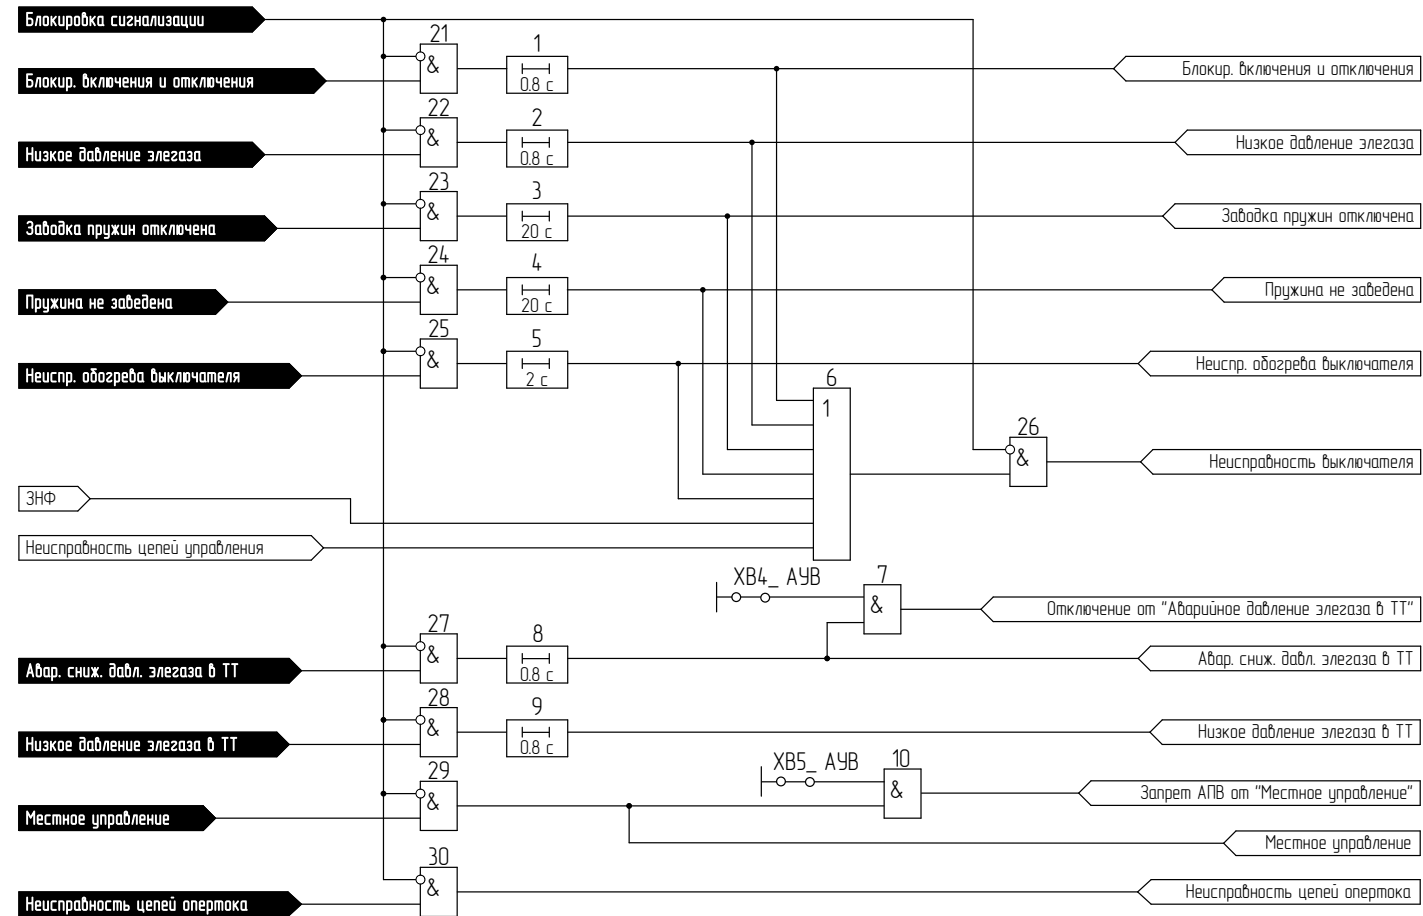 Блокировка сигнализации
21
1
&
Блокир. включения и отключения
0.8 с
Блокир. включения и отключения
22
2
&
Низкое давление элегаза
0.8 с
Низкое давление элегаза
23
3
&
Заводка пружин отключена
20 с
Заводка пружин отключена
24
4
&
Пружина не заведена
20 с
Пружина не заведена
25
5
&
Неиспр. обогрева выключателя
2 с
Неиспр. обогрева выключателя
6
1
26
&
Неисправность выключателя
ЗНФ
Неисправность цепей управления
XB4_ АУВ
7
&
Отключение от "Аварийное давление элегаза в ТТ"
27
8
&
Авар. сниж. давл. элегаза в ТТ
0.8 с
Авар. сниж. давл. элегаза в ТТ
28
9
&
Низкое давление элегаза в ТТ
0.8 с
Низкое давление элегаза в ТТ
29
XB5_ АУВ
10
&
&
Запрет АПВ от "Местное управление"
Местное управление
Местное управление
30
&
Неисправность цепей опертока
Неисправность цепей опертока